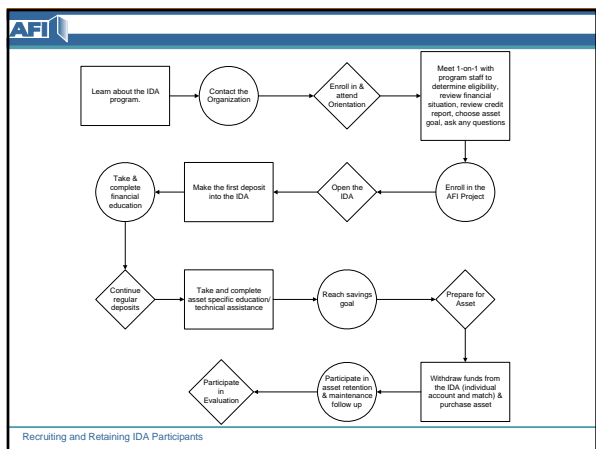 AFI
Learn about the IDA
program.
Contact the
Organization
Enroll in &
attend
Orientation
Meet 1-on-1 with
program staff to
determine eligibility,
review financial
situation, review credit
report, choose asset
goal, ask any questions
Enroll in the
AFI Project
Open the
IDA
Make the first deposit
into the IDA
Take &
complete
financial
education
Continue
regular
deposits
Take and complete
asset specific education/
technical assistance
Reach savings
goal
Prepare for
Asset
Withdraw funds from
the IDA (individual
account and match) &
purchase asset
Participate in
asset retention
& maintenance
follow up
Participate
in
Evaluation
Recruiting and Retaining IDA Participants